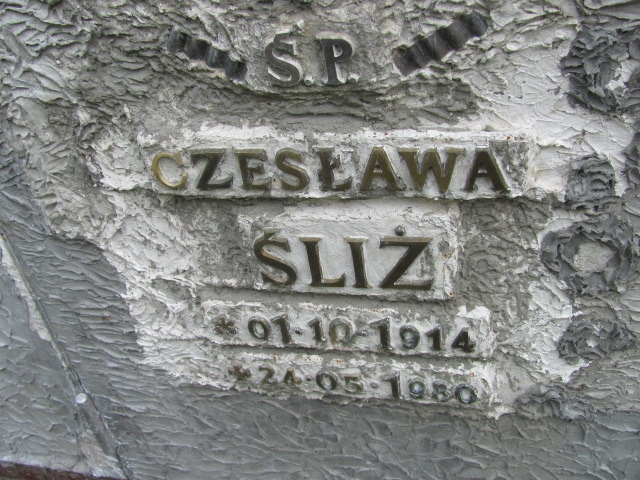 Ś.P.
CZESŁAWA
ŚLIŻ
*01·10·1914
*24·05·1980